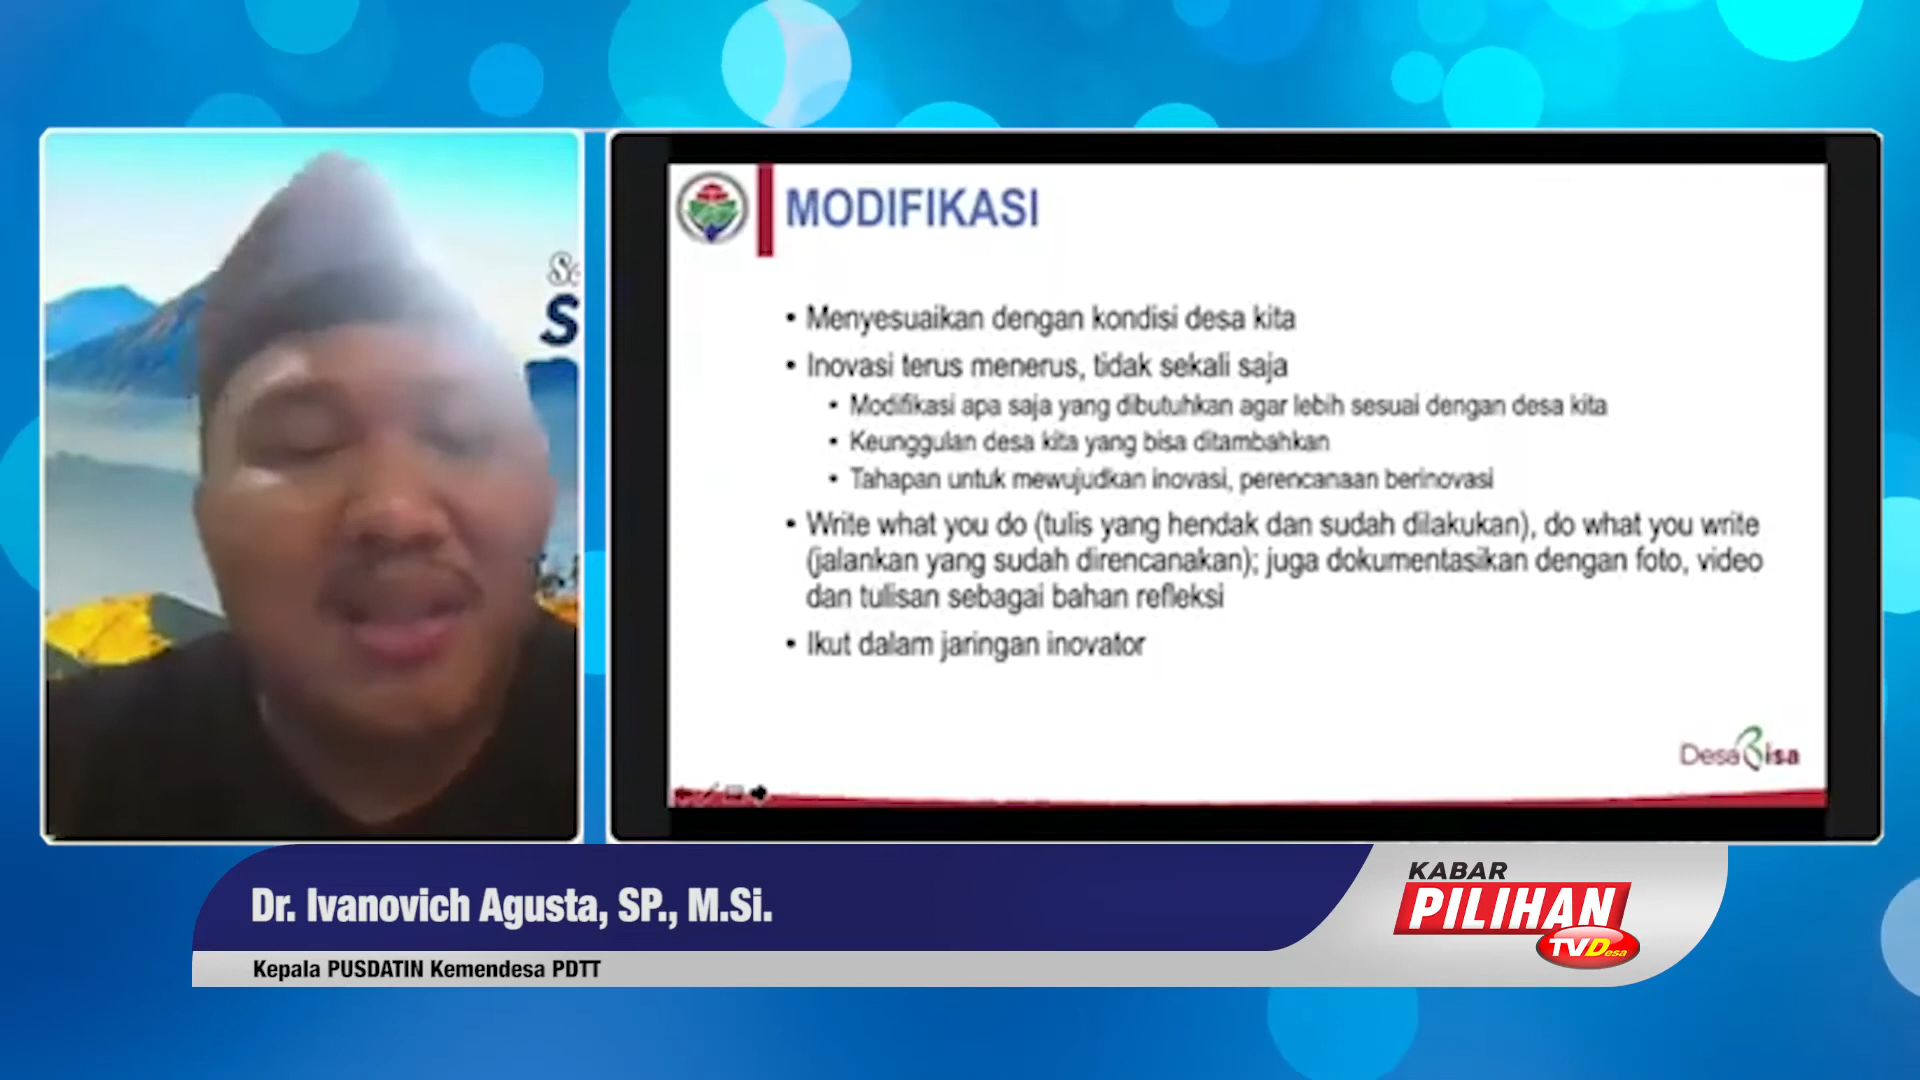 MODIFIKASI
• Menyesuaikan dengan kondisi desa kita
• Inovasi terus menerus, tidak sekali saja
• Modifikasi apa saja yang dibutuhkan agar lebih sesuai dengan desa kita
• Keunggulan desa kita yang bisa ditambahkan
• Tahapan untuk mewujudkan inovasi, perencanaan berinovasi
• Write what you do (tulis yang hendak dan sudah dilakukan), do what you write
(jalankan yang sudah direncanakan); juga dokumentasikan dengan foto, video
dan tulisan sebagai bahan refleksi
• Ikut dalam jaringan inovator
DesaBisa
Dr. Ivanovich Agusta, SP., M.Si.
Kepala PUSDATIN Kemendesa PDTT
KABAR
PILIHAN
TVDesa